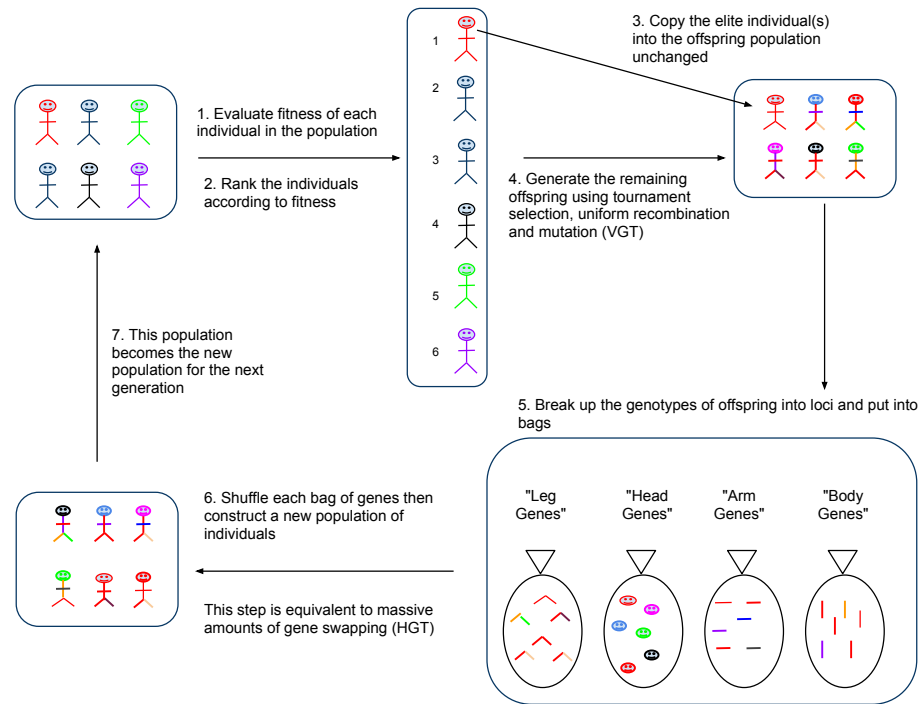 1. Evaluate fitness of each
individual in the population
2. Rank the individuals
according to fitness
1
2
3
4
5
6
3. Copy the elite individual(s)
into the offspring population
unchanged
4. Generate the remaining
offspring using tournament
selection, uniform recombination
and mutation (VGT)
5. Break up the genotypes of offspring into loci and put into
bags
"Leg
Genes"
"Head
Genes"
"Arm
Genes"
"Body
Genes"
6. Shuffle each bag of genes then
construct a new population of
individuals
This step is equivalent to massive
amounts of gene swapping (HGT)
7. This population
becomes the new
population for the next
generation